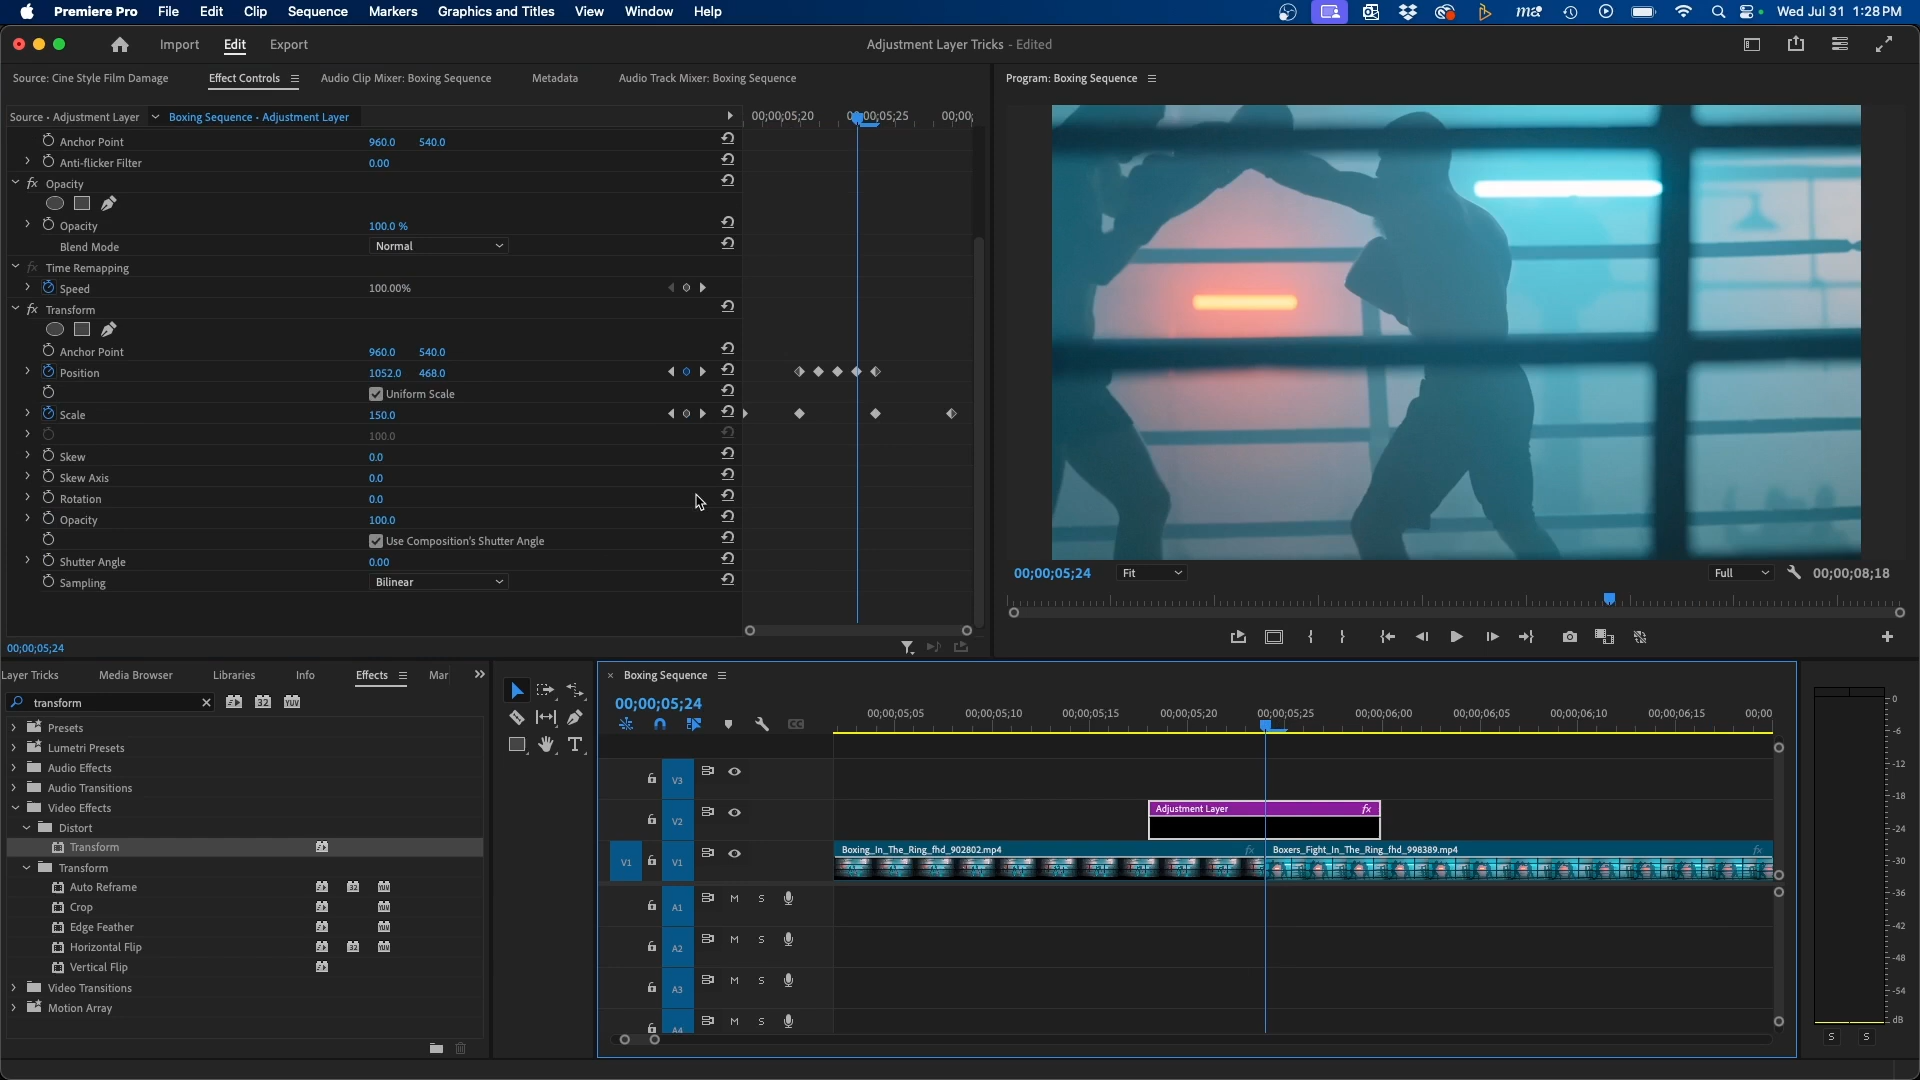 Premiere Pro File Edit Clip Sequence Markers Graphics and Titles View Window Help Wed Jul 31 1:28 PM
Import Edit Export Adjustment Layer Tricks - Edited
Source: Cine Style Film Damage Effect Controls Audio Clip Mixer: Boxing Sequence Metadata Audio Track Mixer: Boxing Sequence
Program: Boxing Sequence
Source • Adjustment Layer Boxing Sequence • Adjustment Layer 00;00;05;20 00;00;05;25 00;00;
Anchor Point 960.0 540.0
Anti-flicker Filter 0.00
fx Opacity
Opacity 100.0 %
Blend Mode Normal
fx Time Remapping
Speed 100.00%
fx Transform
Anchor Point 960.0 540.0
Position 1052.0 468.0
Uniform Scale
Scale 150.0
100.0
Skew 0.0
Skew Axis 0.0
Rotation 0.0
Opacity 100.0
Use Composition's Shutter Angle
Shutter Angle 0.00
Sampling Bilinear
00;00;05;24
00;00;05;24 Fit Full 00;00;08;18
Layer Tricks Media Browser Libraries Info Effects Mar
transform 32 YUV
Presets
Lumetri Presets
Audio Effects
Audio Transitions
Video Effects
Distort
Transform
Transform
Auto Reframe 32 YUV
Crop YUV
Edge Feather YUV
Horizontal Flip 32 YUV
Vertical Flip
Video Transitions
Motion Array
T
× Boxing Sequence
00;00;05;24
CC
00;00;05;05 00;00;05;10 00;00;05;15 00;00;05;20 00;00;05;25 00;00;06;00 00;00;06;05 00;00;06;10 00;00;06;15 00;00
V3
V2 Adjustment Layer fx
V1 V1 Boxing_In_The_Ring_fhd_902802.mp4 fx Boxers_Fight_In_The_Ring_fhd_998389.mp4 fx
A1 M S
A2 M S
A3 M S
A4 M S
0
-6
-12
-18
-24
-30
-36
-42
-48
-54
dB
S S